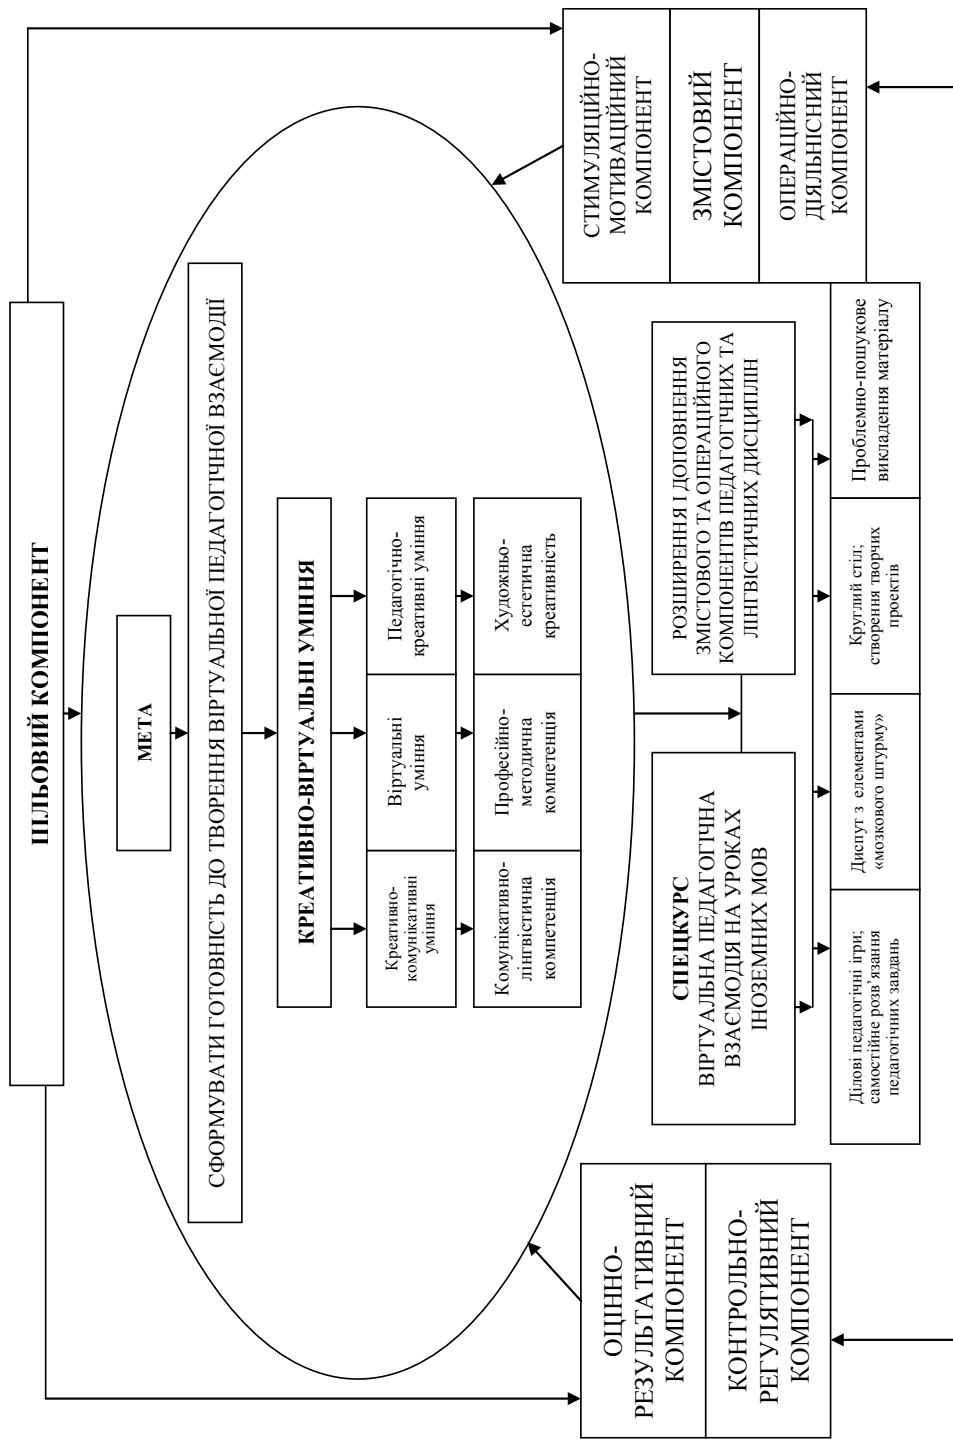 ЦІЛЬОВИЙ КОМПОНЕНТ
МЕТА
СФОРМУВАТИ ГОТОВНІСТЬ ДО ТВОРЕННЯ ВІРТУАЛЬНОЇ ПЕДАГОГІЧНОЇ ВЗАЄМОДІЇ
КРЕАТИВНО-ВІРТУАЛЬНІ УМІННЯ
Креативно-
комунікативні
уміння
Віртуальні
уміння
Педагогічно-
креативні уміння
Комунікативно-
лінгвістична
компетенція
Професійно-
методична
компетенція
Художньо-
естетична
креативність
ОЦІННО-
РЕЗУЛЬТАТИВНИЙ
КОМПОНЕНТ
КОНТРОЛЬНО-
РЕГУЛЯТИВНИЙ
КОМПОНЕНТ
СПЕЦКУРС
ВІРТУАЛЬНА ПЕДАГОГІЧНА
ВЗАЄМОДІЯ НА УРОКАХ
ІНОЗЕМНИХ МОВ
РОЗШИРЕННЯ І ДОПОВНЕННЯ
ЗМІСТОВОГО ТА ОПЕРАЦІЙНОГО
КОМПОНЕНТІВ ПЕДАГОГІЧНИХ ТА
ЛІНГВІСТИЧНИХ ДИСЦИПЛІН
СТИМУЛЯЦІЙНО-
МОТИВАЦІЙНИЙ
КОМПОНЕНТ
ЗМІСТОВИЙ
КОМПОНЕНТ
ОПЕРАЦІЙНО-
ДІЯЛЬНІСНИЙ
КОМПОНЕНТ
Ділові педагогічні ігри;
самостійне розв’язання
педагогічних завдань
Диспут з елементами
«мозкового штурму»
Круглий стіл;
створення творчих
проектів
Проблемно-пошукове
викладення матеріалу